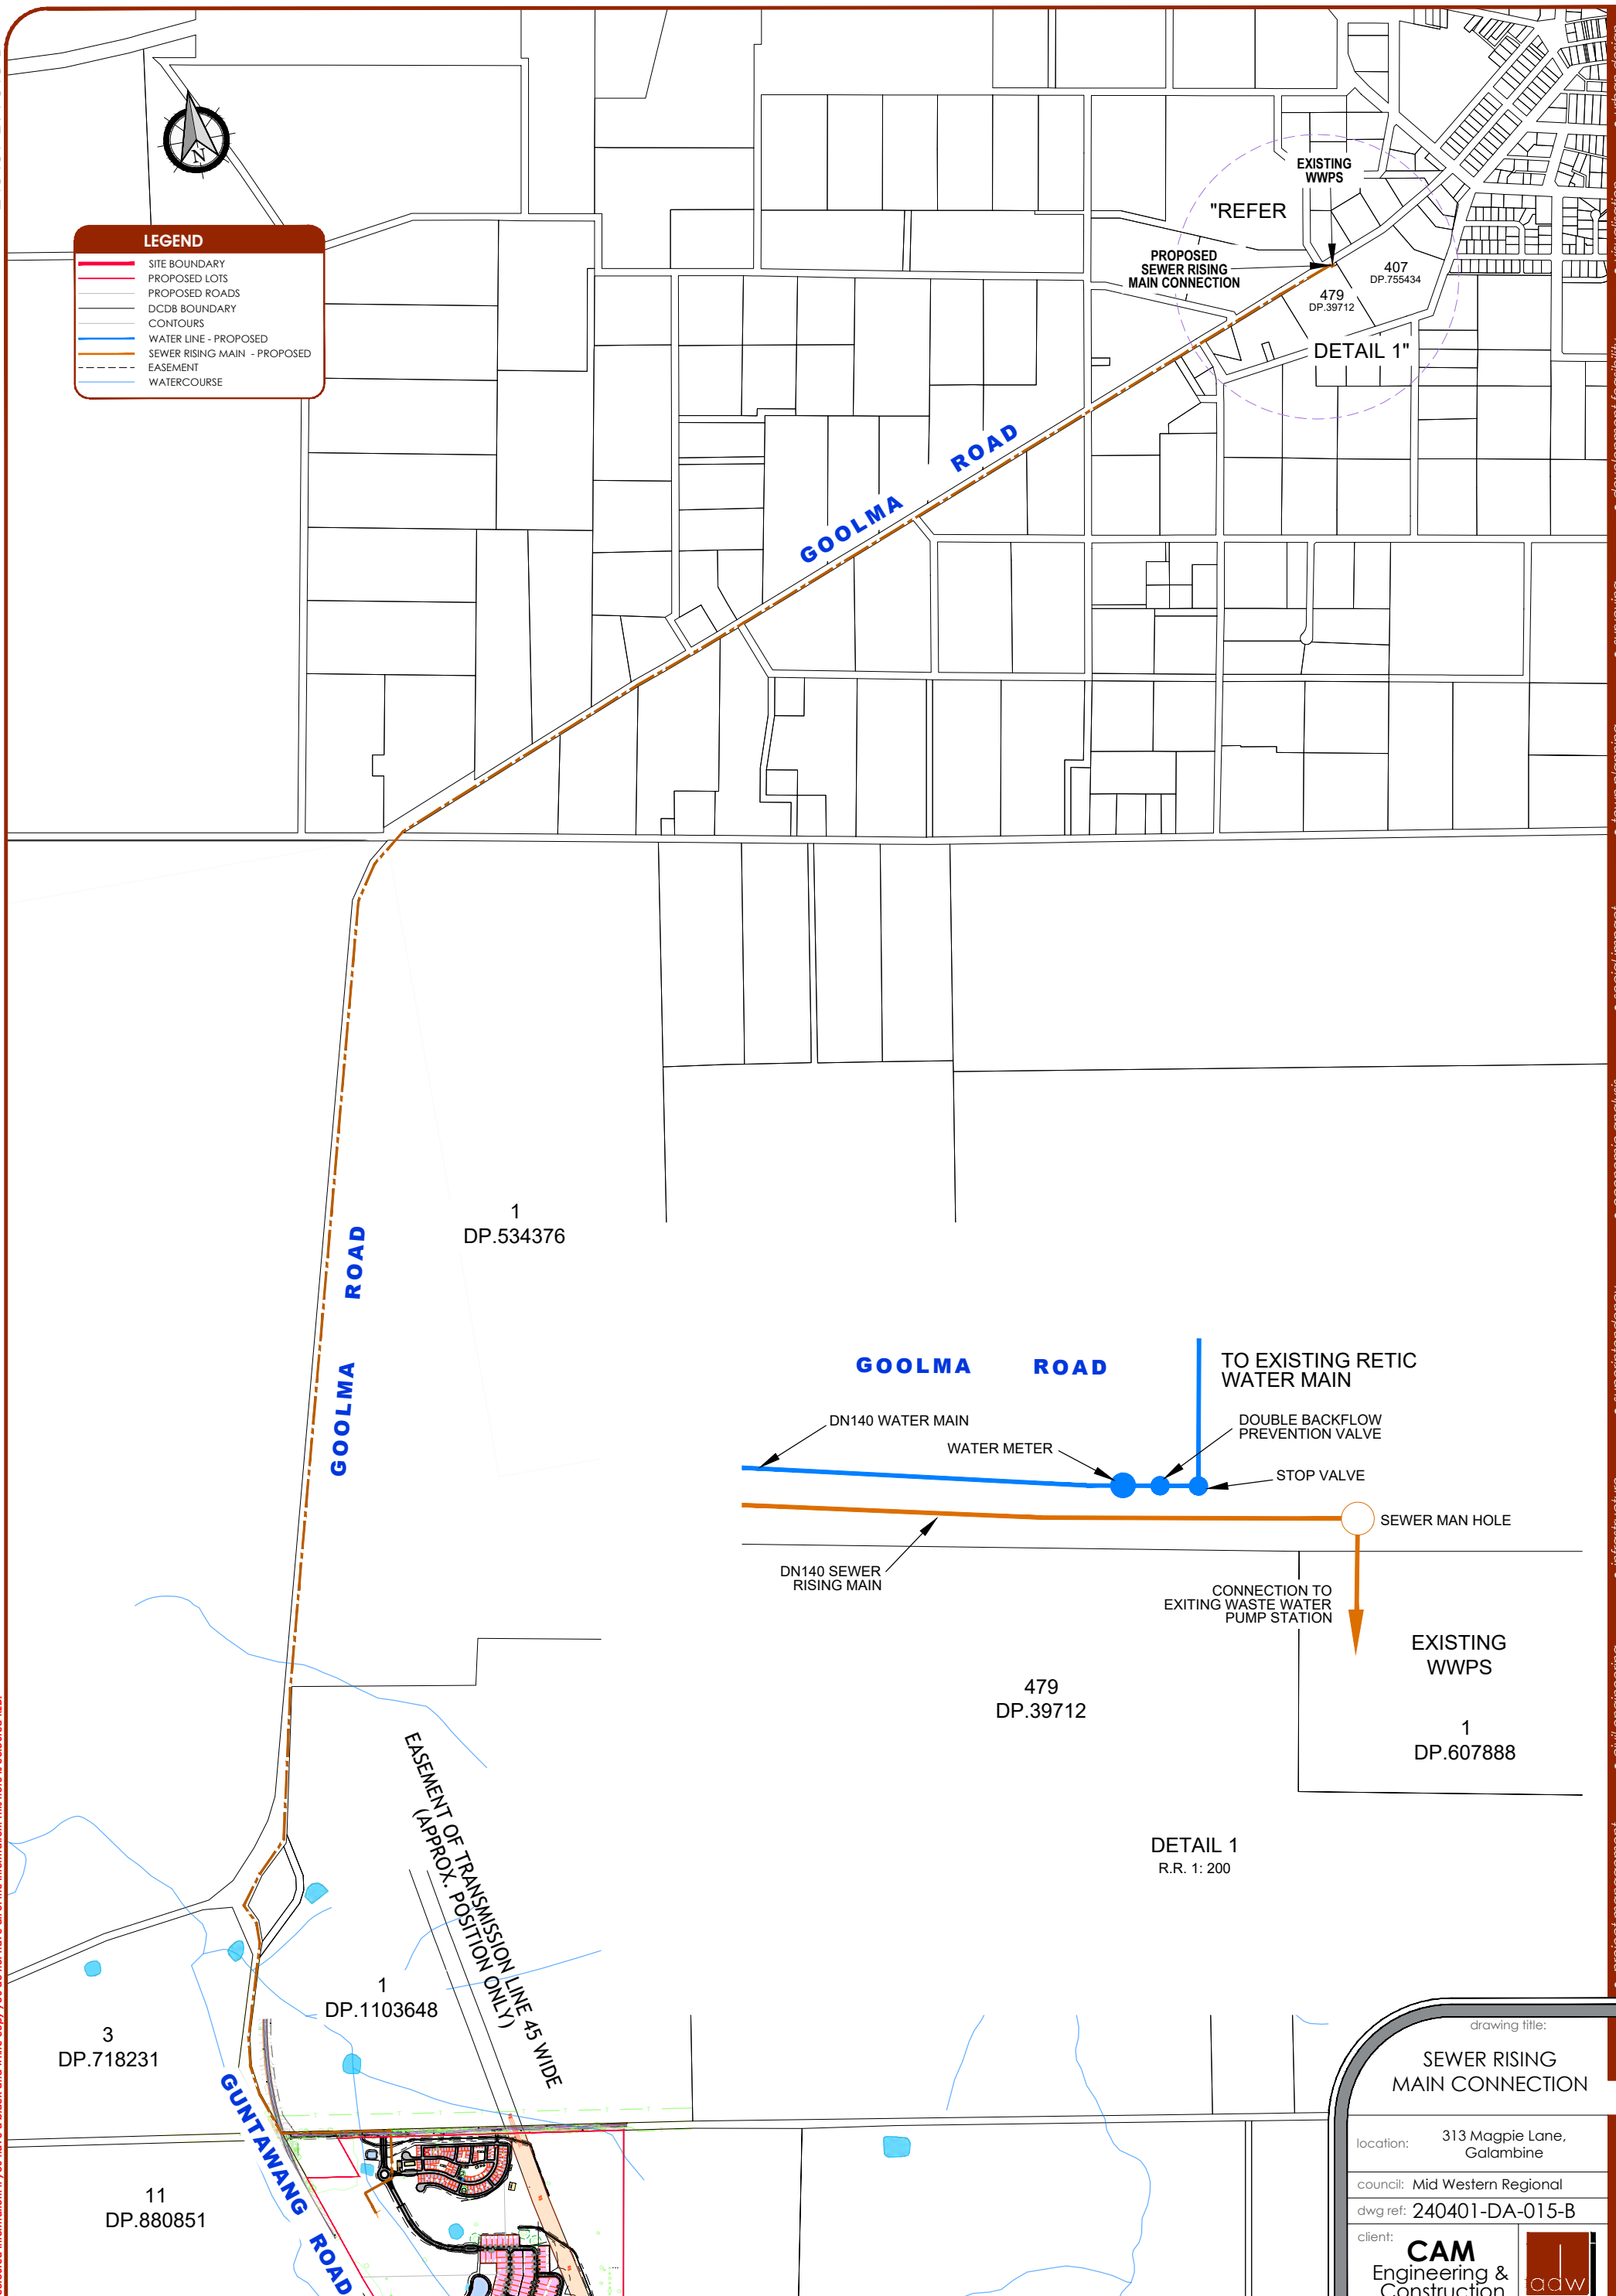 N
LEGEND
SITE BOUNDARY
PROPOSED LOTS
PROPOSED ROADS
DCDB BOUNDARY
CONTOURS
WATER LINE - PROPOSED
SEWER RISING MAIN - PROPOSED
EASEMENT
WATERCOURSE
EXISTING
WWPS
"REFER
PROPOSED
SEWER RISING
MAIN CONNECTION
407
DP.755434
479
DP.39712
DETAIL 1"
GOOLMA ROAD
1
DP.534376
GOOLMA ROAD
GOOLMA ROAD
TO EXISTING RETIC
WATER MAIN
DN140 WATER MAIN
DOUBLE BACKFLOW
PREVENTION VALVE
WATER METER
STOP VALVE
SEWER MAN HOLE
DN140 SEWER
RISING MAIN
CONNECTION TO
EXITING WASTE WATER
PUMP STATION
EXISTING
WWPS
479
DP.39712
1
DP.607888
DETAIL 1
R.R. 1: 200
EASEMENT OF TRANSMISSION LINE 45 WIDE
(APPROX. POSITION ONLY)
1
DP.1103648
3
DP.718231
GUNTAWANG ROAD
11
DP.880851
drawing title:
SEWER RISING
MAIN CONNECTION
location: 313 Magpie Lane,
Galambine
council: Mid Western Regional
dwg ref: 240401-DA-015-B
client:
CAM
Engineering &
Construction
adw